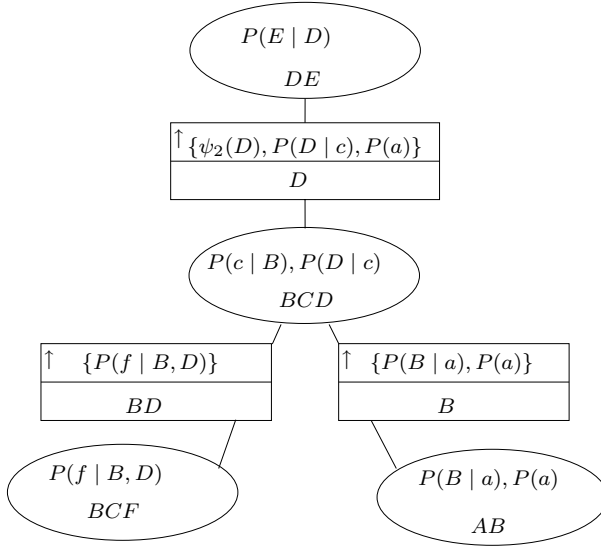 P(E | D)
DE
↑ {ψ₂(D), P(D | c), P(a)}
D
P(c | B), P(D | c)
BCD
↑ {P(f | B, D)}
↑ {P(B | a), P(a)}
BD
B
P(f | B, D)
P(B | a), P(a)
BCF
AB